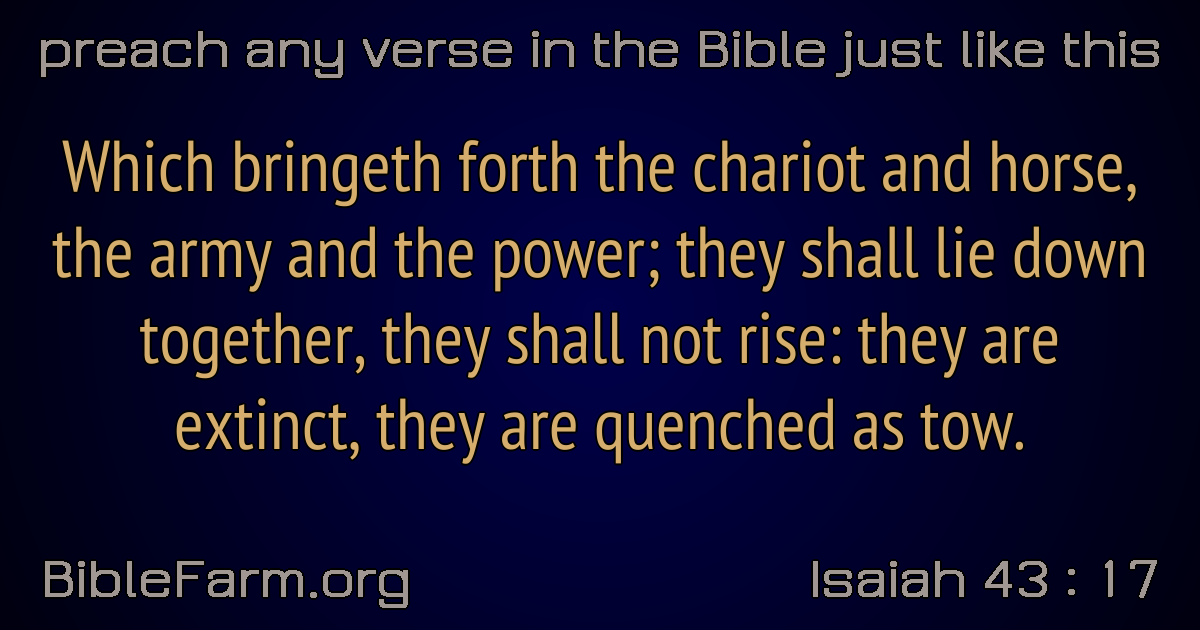 preach any verse in the Bible just like this
Which bringeth forth the chariot and horse,
the army and the power; they shall lie down
together, they shall not rise: they are
extinct, they are quenched as tow.
BibleFarm.org
Isaiah 43 : 17